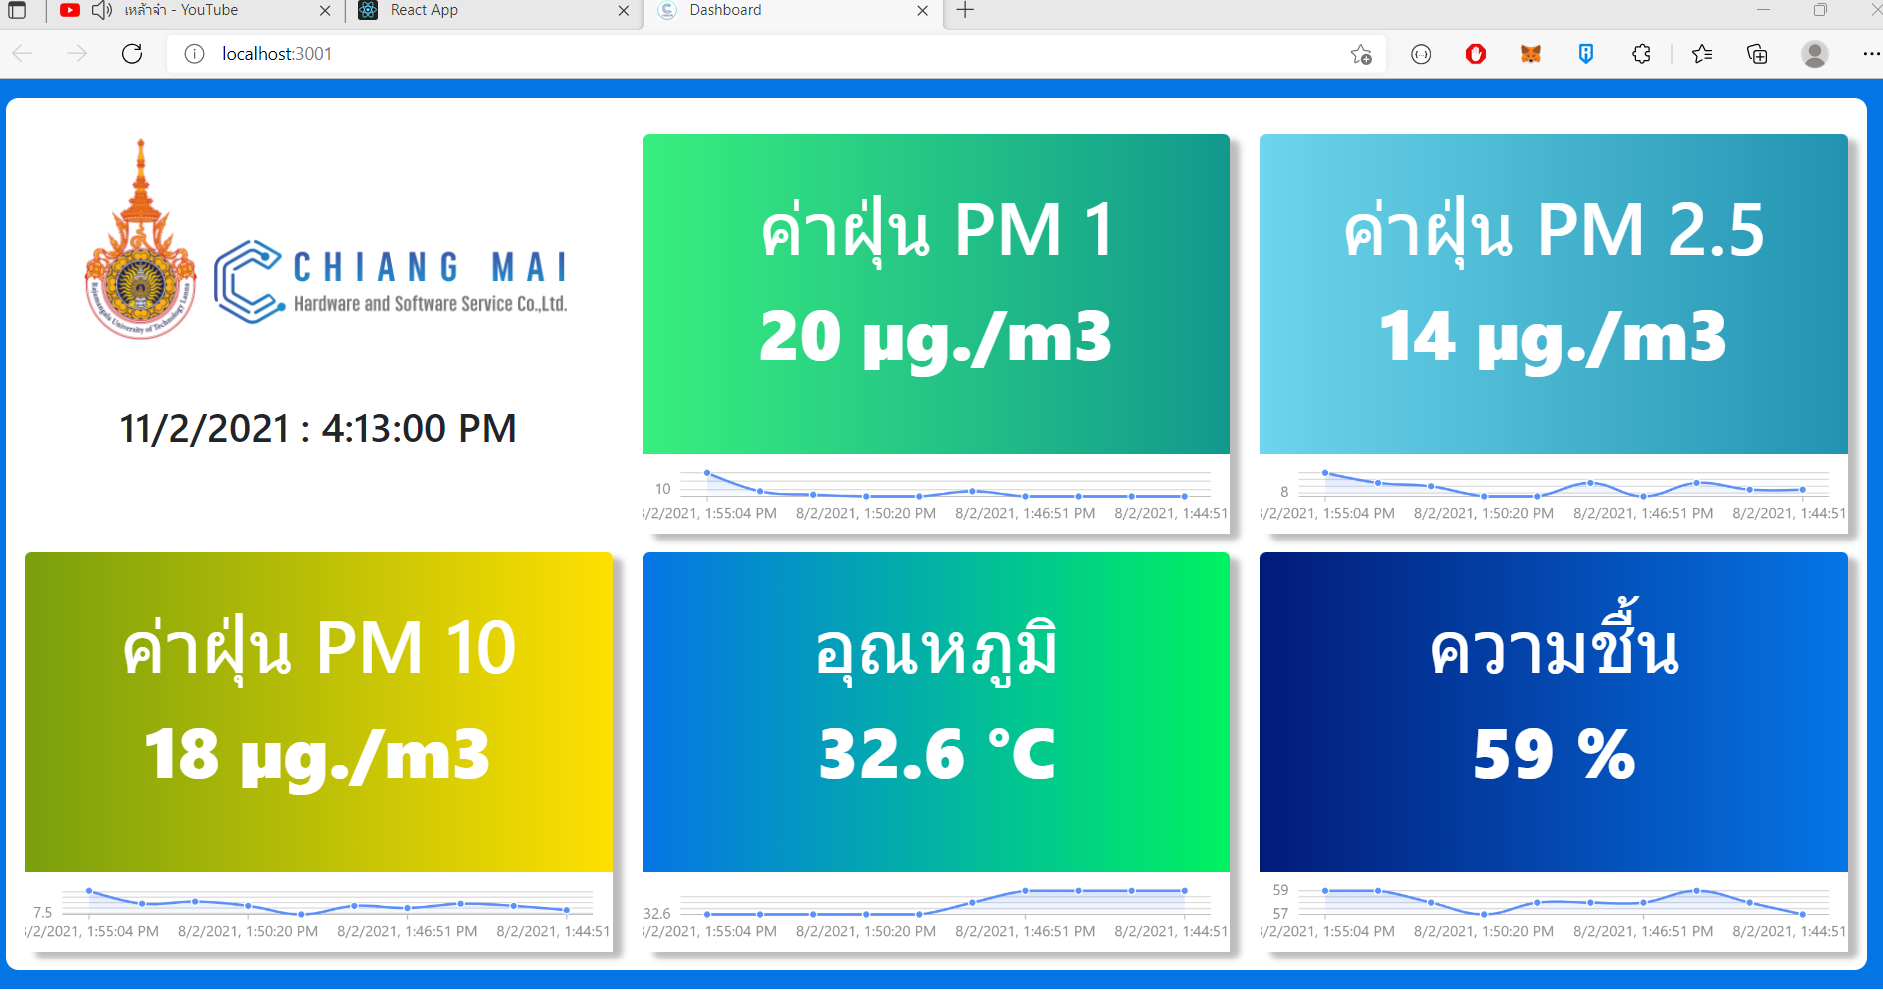 เหล้าจ๋า - YouTube
React App
Dashboard
localhost:3001
Rajamangala University of Technology Lanna
CHIANG MAI
Hardware and Software Service Co.,Ltd.
11/2/2021 : 4:13:00 PM
ค่าฝุ่น PM 1
20 µg./m3
10
8/2/2021, 1:55:04 PM 8/2/2021, 1:50:20 PM 8/2/2021, 1:46:51 PM 8/2/2021, 1:44:51
ค่าฝุ่น PM 2.5
14 µg./m3
8
/2/2021, 1:55:04 PM 8/2/2021, 1:50:20 PM 8/2/2021, 1:46:51 PM 8/2/2021, 1:44:51
ค่าฝุ่น PM 10
18 µg./m3
7.5
/2/2021, 1:55:04 PM 8/2/2021, 1:50:20 PM 8/2/2021, 1:46:51 PM 8/2/2021, 1:44:51
อุณหภูมิ
32.6 °C
32.6
/2/2021, 1:55:04 PM 8/2/2021, 1:50:20 PM 8/2/2021, 1:46:51 PM 8/2/2021, 1:44:51
ความชื้น
59 %
59
57
/2/2021, 1:55:04 PM 8/2/2021, 1:50:20 PM 8/2/2021, 1:46:51 PM 8/2/2021, 1:44:51